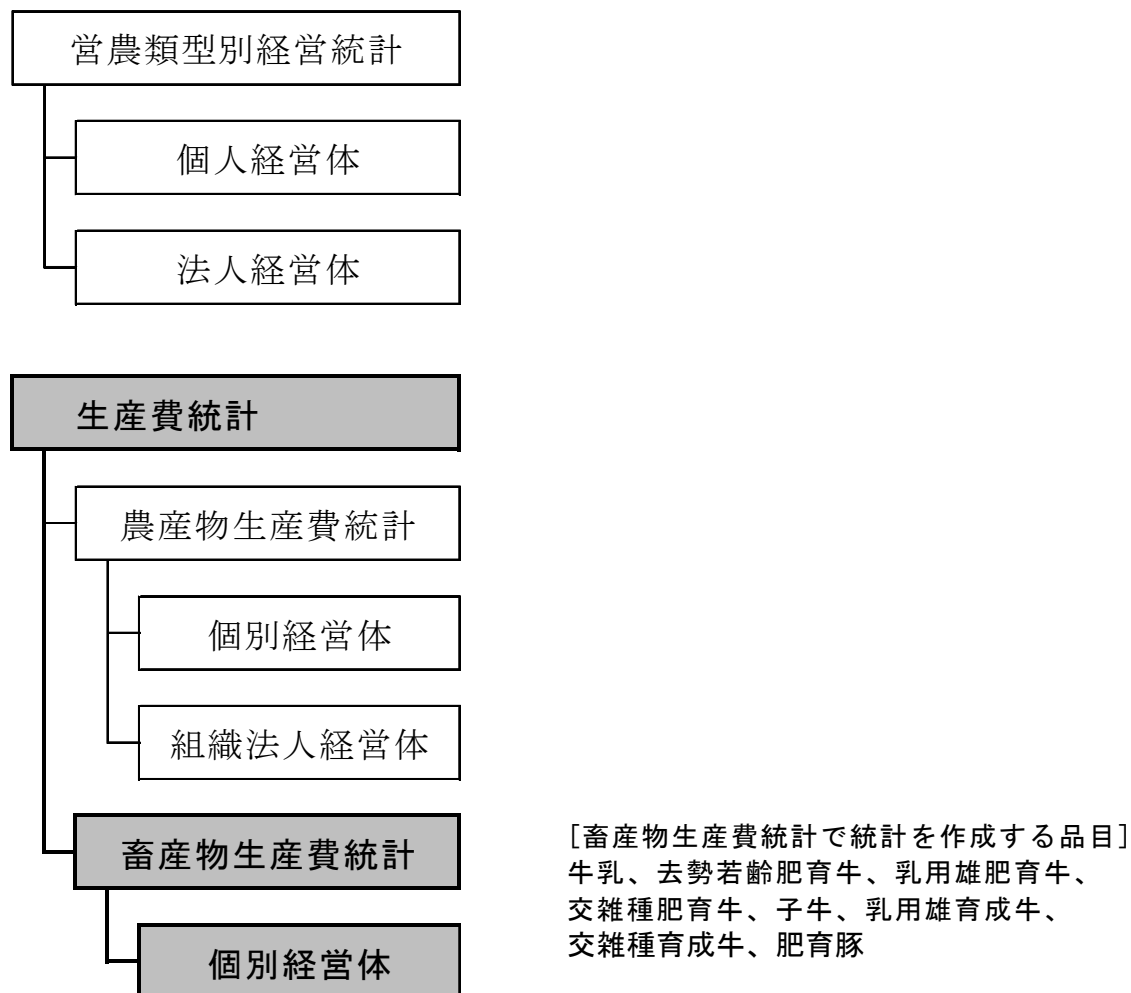 営農類型別経営統計
個人経営体
法人経営体
生産費統計
農産物生産費統計
個別経営体
組織法人経営体
畜産物生産費統計
個別経営体
[畜産物生産費統計で統計を作成する品目]
牛乳、去勢若齢肥育牛、乳用雄肥育牛、
交雑種肥育牛、子牛、乳用雄育成牛、
交雑種育成牛、肥育豚